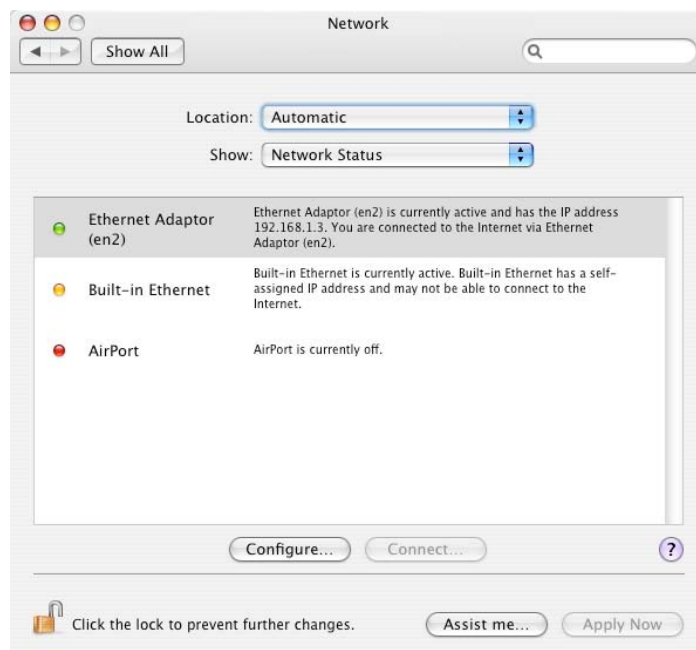 Network
Show All
Location: Automatic
Show: Network Status
Ethernet Adaptor
(en2)
Ethernet Adaptor (en2) is currently active and has the IP address
192.168.1.3. You are connected to the Internet via Ethernet
Adaptor (en2).
Built-in Ethernet
Built-in Ethernet is currently active. Built-in Ethernet has a self-
assigned IP address and may not be able to connect to the
Internet.
AirPort
AirPort is currently off.
Configure...
Connect...
?
Click the lock to prevent further changes.
Assist me...
Apply Now